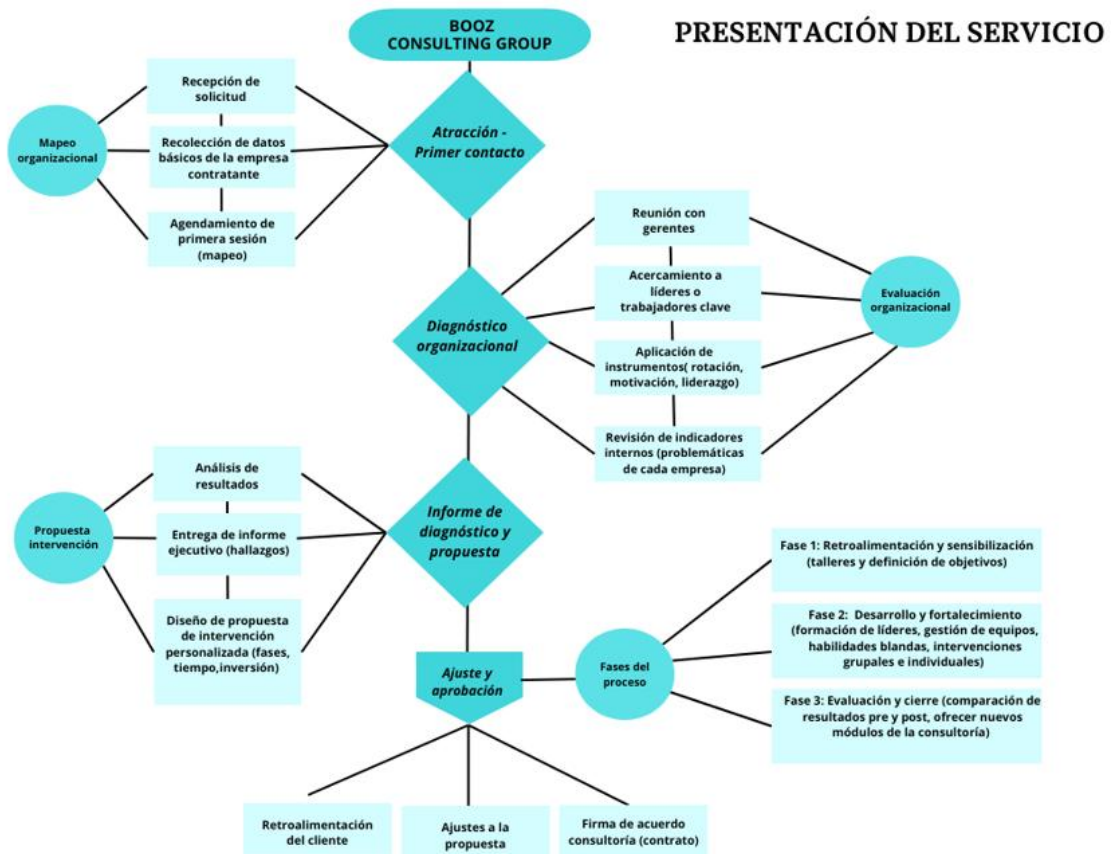 BOOZ
CONSULTING GROUP
PRESENTACIÓN DEL SERVICIO
Atracción -
Primer contacto
Recepción de
solicitud
Recolección de datos
básicos de la empresa
contratante
Agendamiento de
primera sesión
(mapeo)
Mapeo
organizacional
Diagnóstico
organizacional
Reunión con
gerentes
Acercamiento a
líderes o
trabajadores clave
Aplicación de
instrumentos( rotación,
motivación, liderazgo)
Revisión de indicadores
internos (problemáticas
de cada empresa)
Evaluación
organizacional
Informe de
diagnóstico y
propuesta
Análisis de
resultados
Entrega de informe
ejecutivo (hallazgos)
Diseño de propuesta
de intervención
personalizada (fases,
tiempo,inversión)
Propuesta
intervención
Ajuste y
aprobación
Fases del
proceso
Fase 1: Retroalimentación y sensibilización
(talleres y definición de objetivos)
Fase 2:  Desarrollo y fortalecimiento
(formación de líderes, gestión de equipos,
habilidades blandas, intervenciones
grupales e individuales)
Fase 3: Evaluación y cierre (comparación de
resultados pre y post, ofrecer nuevos
módulos de la consultoría)
Retroalimentación
del cliente
Ajustes a la
propuesta
Firma de acuerdo
consultoría (contrato)